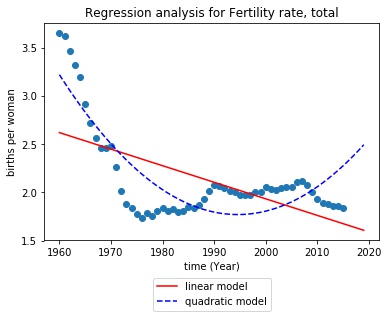 Regression analysis for Fertility rate, total
births per woman
3.5
3.0
2.5
2.0
1.5
1960 1970 1980 1990 2000 2010 2020
time (Year)
linear model
quadratic model